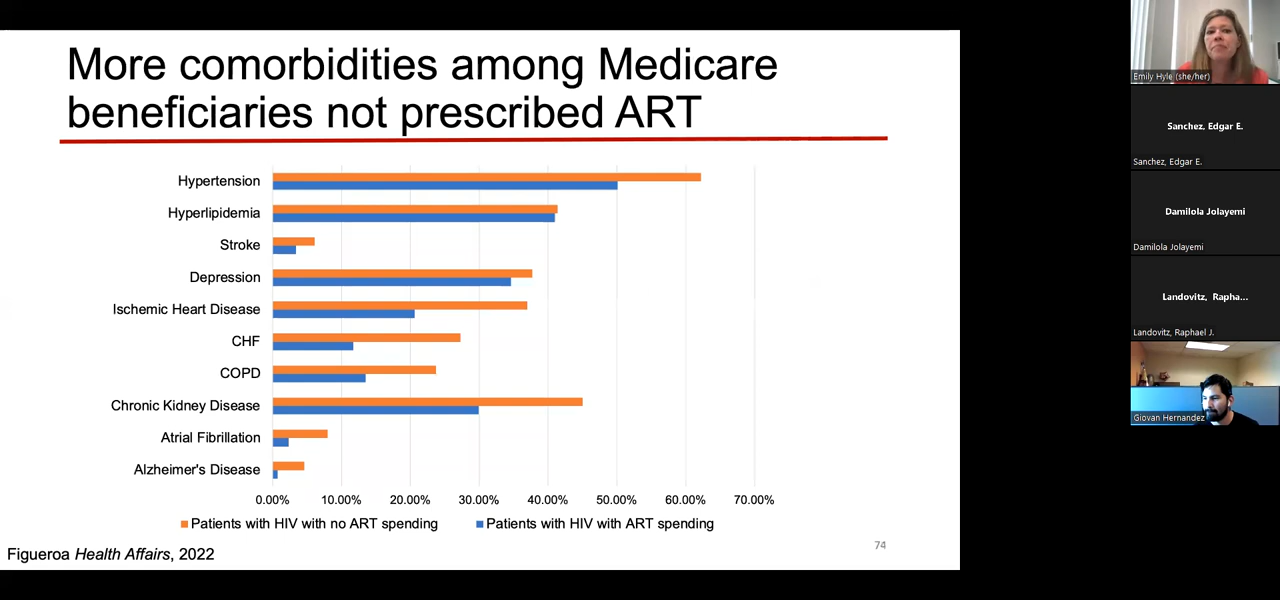 More comorbidities among Medicare
beneficiaries not prescribed ART
Hypertension
Hyperlipidemia
Stroke
Depression
Ischemic Heart Disease
CHF
COPD
Chronic Kidney Disease
Atrial Fibrillation
Alzheimer's Disease
0.00% 10.00% 20.00% 30.00% 40.00% 50.00% 60.00% 70.00%
Patients with HIV with no ART spending Patients with HIV with ART spending
74
Figueroa Health Affairs, 2022
Emily Hyle (she/her)
Sanchez, Edgar E.
Sanchez, Edgar E.
Damilola Jolayemi
Damilola Jolayemi
Landovitz, Rapha...
Landovitz, Raphael J.
Giovan Hernandez